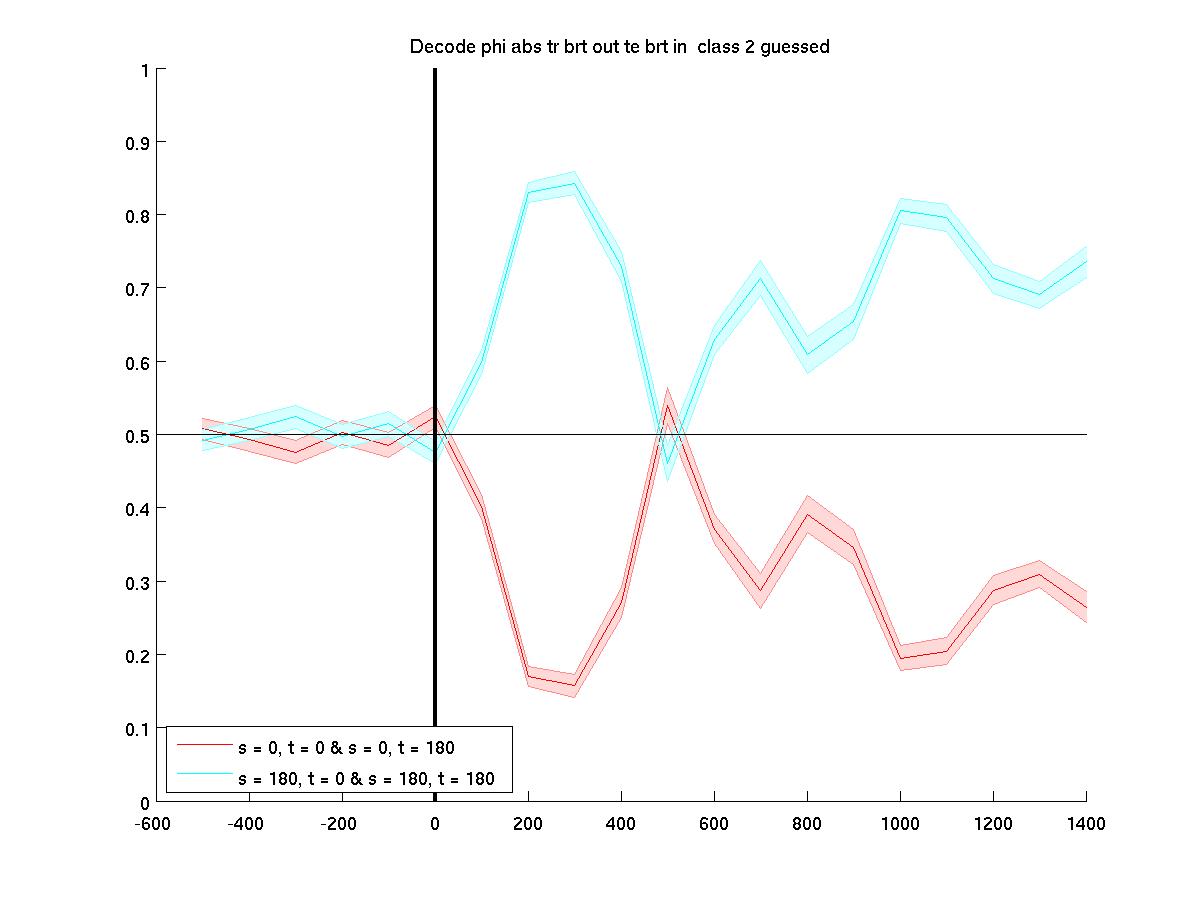 Decode phi abs tr brt out te brt in  class 2 guessed
1
0.9
0.8
0.7
0.6
0.5
0.4
0.3
0.2
0.1
0
s = 0, t = 0 & s = 0, t = 180
s = 180, t = 0 & s = 180, t = 180
-600 -400 -200 0 200 400 600 800 1000 1200 1400